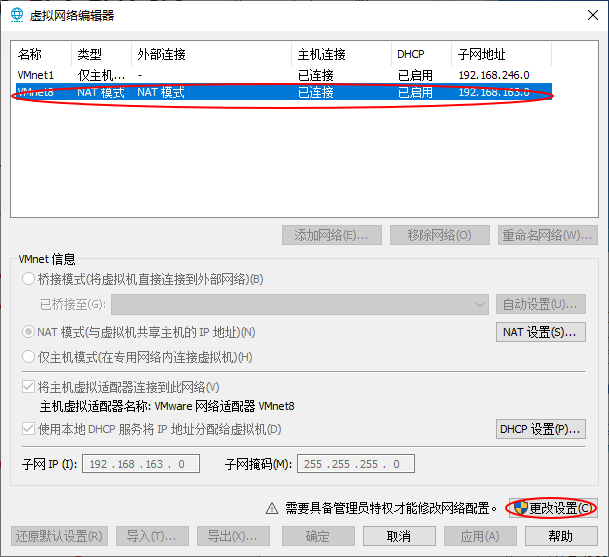 虚拟网络编辑器
名称 类型 外部连接 主机连接 DHCP 子网地址
VMnet1 仅主机... - 已连接 已启用 192.168.246.0
VMnet8 NAT 模式 NAT 模式 已连接 已启用 192.168.163.0
添加网络(E)... 移除网络(O) 重命名网络(W)...
VMnet 信息
桥接模式(将虚拟机直接连接到外部网络)(B)
已桥接至(G): 自动设置(U)...
NAT 模式(与虚拟机共享主机的 IP 地址)(N) NAT 设置(S)...
仅主机模式(在专用网络内连接虚拟机)(H)
将主机虚拟适配器连接到此网络(V)
主机虚拟适配器名称: VMware 网络适配器 VMnet8
使用本地 DHCP 服务将 IP 地址分配给虚拟机(D) DHCP 设置(P)...
子网 IP (I): 192 . 168 . 163 . 0 子网掩码(M): 255 . 255 . 255 . 0
需要具备管理员特权才能修改网络配置。 更改设置(C)
还原默认设置(R) 导入(T)... 导出(X)... 确定 取消 应用(A) 帮助